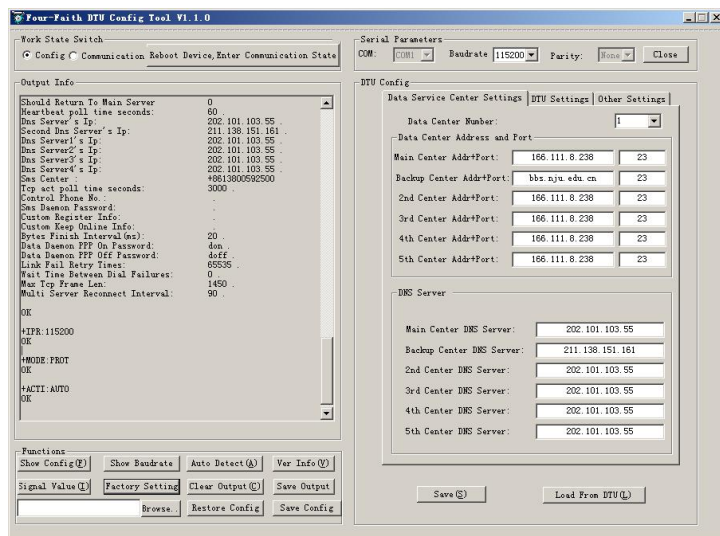 Four-Faith DTU Config Tool V1.1.0
Work State Switch
Config Communication Reboot Device,Enter Communication State
Serial Parameters
COM: COM1 Baudrate 115200 Parity: None Close
Output Info
Should Return To Main Server 0
Heartbeat poll time seconds: 60 .
Dns Server's Ip: 202.101.103.55 .
Second Dns Server's Ip: 211.138.151.161 .
Dns Server1's Ip: 202.101.103.55 .
Dns Server2's Ip: 202.101.103.55 .
Dns Server3's Ip: 202.101.103.55 .
Dns Server4's Ip: 202.101.103.55 .
Sms Center : +8613800592500
Tcp act poll time seconds: 3000 .
Control Phone No.: .
Sms Daemon Password: .
Custom Register Info: .
Custom Keep Online Info: .
Bytes Finish Interval(ms): 20 .
Data Daemon PPP On Password: don .
Data Daemon PPP Off Password: doff .
Link Fail Retry Times: 65535 .
Wait Time Between Dial Failures: 0 .
Max Tcp Frame Len: 1450 .
Multi Server Reconnect Interval: 90 .
OK
+IPR:115200
OK
+MODE:PROT
OK
+ACTI:AUTO
OK
Functions
Show Config(P) Show Baudrate Auto Detect(A) Ver Info(V)
Signal Value(I) Factory Setting Clear Output(C) Save Output
Browse.. Restore Config Save Config
DTU Config
Data Service Center Settings DTU Settings Other Settings
Data Center Number: 1
Data Center Address and Port
Main Center Addr+Port: 166.111.8.238 23
Backup Center Addr+Port: bbs.nju.edu.cn 23
2nd Center Addr+Port: 166.111.8.238 23
3rd Center Addr+Port: 166.111.8.238 23
4th Center Addr+Port: 166.111.8.238 23
5th Center Addr+Port: 166.111.8.238 23
DNS Server
Main Center DNS Server: 202.101.103.55
Backup Center DNS Server: 211.138.151.161
2nd Center DNS Server: 202.101.103.55
3rd Center DNS Server: 202.101.103.55
4th Center DNS Server: 202.101.103.55
5th Center DNS Server: 202.101.103.55
Save(S) Load From DTU(L)